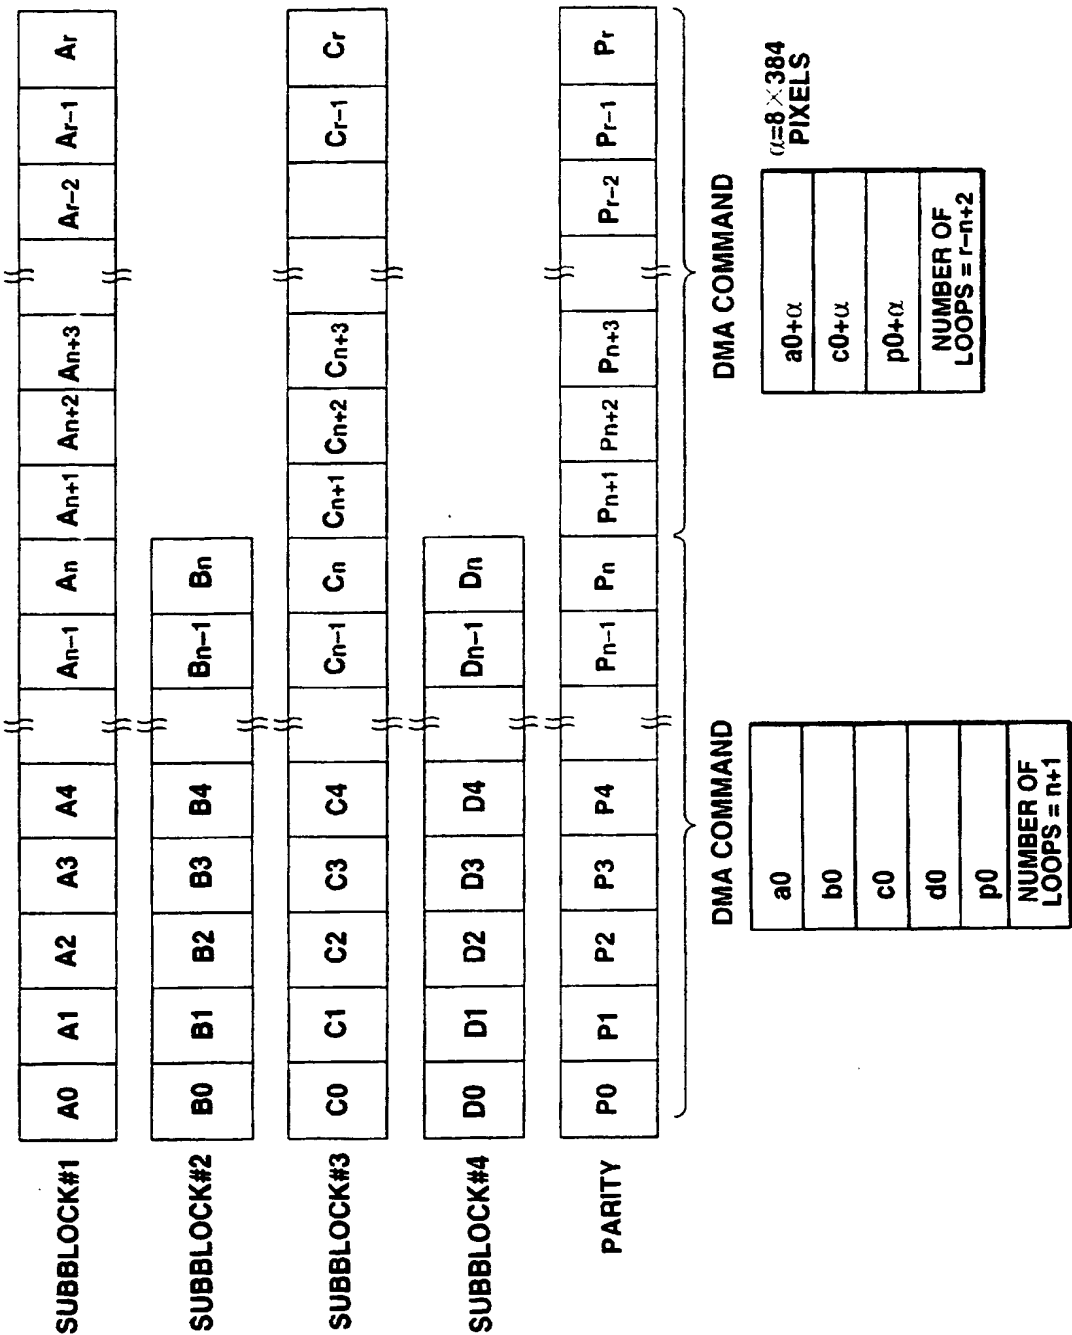 SUBBLOCK#1 A0 A1 A2 A3 A4 An-1 An An+1 An+2 An+3 Ar-2 Ar-1 Ar
SUBBLOCK#2 B0 B1 B2 B3 B4 Bn-1 Bn
SUBBLOCK#3 C0 C1 C2 C3 C4 Cn-1 Cn Cn+1 Cn+2 Cn+3 Cr-1 Cr
SUBBLOCK#4 D0 D1 D2 D3 D4 Dn-1 Dn
PARITY P0 P1 P2 P3 P4 Pn-1 Pn Pn+1 Pn+2 Pn+3 Pr-2 Pr-1 Pr
DMA COMMAND
a0
b0
c0
d0
p0
NUMBER OF
LOOPS = n+1
DMA COMMAND
a0+α
c0+α
p0+α
NUMBER OF
LOOPS = r-n+2
α=8×384
PIXELS